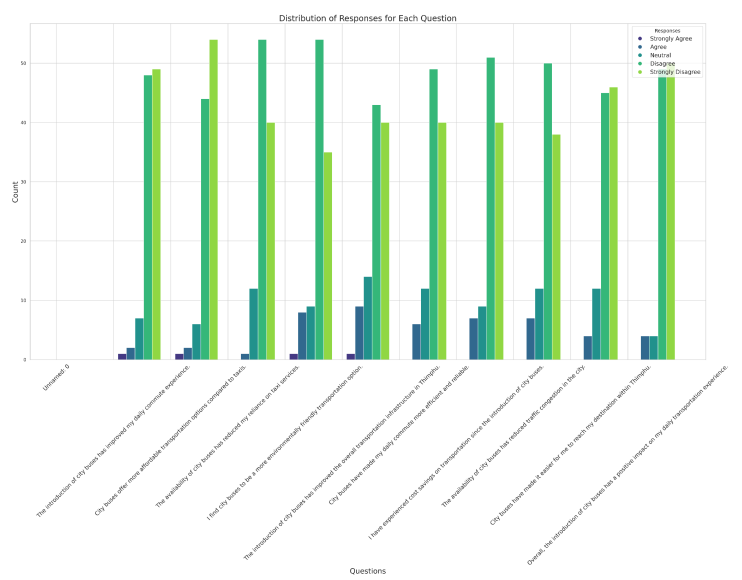 Distribution of Responses for Each Question
Responses
Strongly Agree
Agree
Neutral
Disagree
Strongly Disagree
Count
50
40
30
20
10
0
Unnamed: 0
The introduction of city buses has improved my daily commute experience.
City buses offer more affordable transportation options compared to taxis.
The availability of city buses has reduced my reliance on taxi services.
I find city buses to be a more environmentally friendly transportation option.
The introduction of city buses has improved the overall transportation infrastructure in Thimphu.
City buses have made my daily commute more efficient and reliable.
I have experienced cost savings on transportation since the introduction of city buses.
The availability of city buses has reduced traffic congestion in the city.
City buses have made it easier for me to reach my destination within Thimphu.
Overall, the introduction of city buses has a positive impact on my daily transportation experience.
Questions